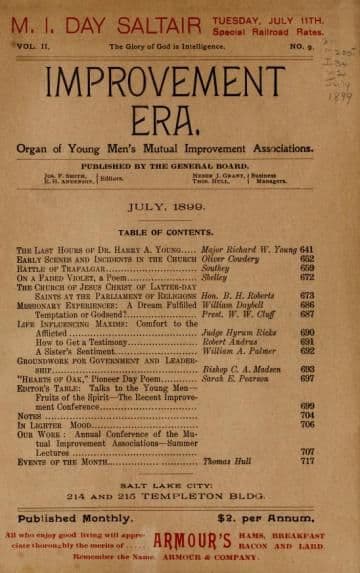 M. I. DAY SALTAIR TUESDAY, JULY 11TH.
Special Railroad Rates.
VOL. II. The Glory of God is Intelligence. NO. 9.
IMPROVEMENT
ERA.
Organ of Young Men's Mutual Improvement Associations.
PUBLISHED BY THE GENERAL BOARD.
JOS. F. SMITH, } Editors. HEBER J. GRANT, } Business
THOS. HULL, } Managers.
JULY, 1899.
TABLE OF CONTENTS.
THE LAST HOURS OF DR. HARRY A. YOUNG..... Major Richard W. Young 641
EARLY SCENES AND INCIDENTS IN THE CHURCH Oliver Cowdery 652
BATTLE OF TRAFALGAR........................ Southey 659
ON A FADED VIOLET, a Poem.................. Shelley 672
THE CHURCH OF JESUS CHRIST OF LATTER-DAY
SAINTS AT THE PARLIAMENT OF RELIGIONS Hon. B. H. Roberts 673
MISSIONARY EXPERIENCES: A Dream Fulfilled William Daybell 686
Temptation or Godsend?................... Prest. W. W. Cluff 687
LIFE INFLUENCING MAXIMS: Comfort to the
Afflicted................................ Judge Hyrum Ricks 690
How to Get a Testimony................... Robert Andrus 691
A Sister's Sentiment..................... William A. Palmer 692
GROUNDWORK FOR GOVERNMENT AND LEADER-
SHIP..................................... Bishop C. A. Madsen 693
"HEARTS OF OAK," Pioneer Day Poem........ Sarah E. Pearson 697
EDITOR'S TABLE: Talks to the Young Men—
Fruits of the Spirit—The Recent Improve-
ment Conference.......................... 699
NOTES.................................... 704
IN LIGHTER MOOD.......................... 706
OUR WORK: Annual Conference of the Mu-
tual Improvement Associations—Summer
Lectures................................. 707
EVENTS OF THE MONTH...................... Thomas Hull 717
SALT LAKE CITY:
214 AND 215 TEMPLETON BLDG.
Published Monthly. $2. per Annum.
All who enjoy good living will appre- ARMOUR'S HAMS, BREAKFAST
ciate thoroughly the merits of ..... BACON AND LARD.
Remember the Name. ARMOUR & COMPANY.